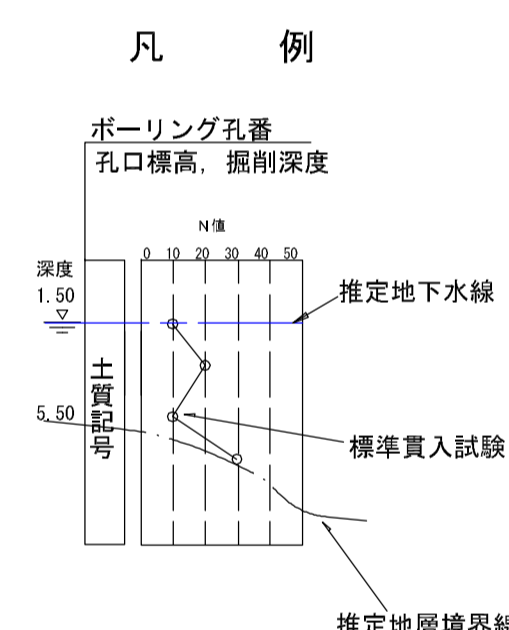 凡 例
ボーリング孔番
孔口標高, 掘削深度
N値
0 10 20 30 40 50
深度
1.50
推定地下水線
土質記号
5.50
標準貫入試験
推定地層境界線